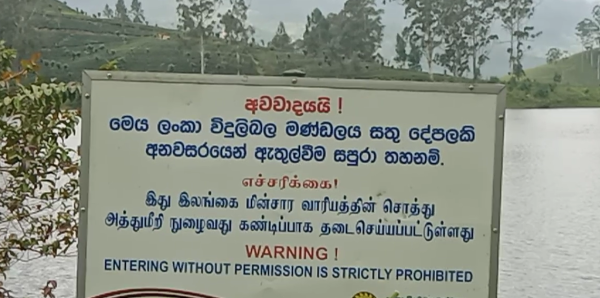 අවවාදයයි !
මෙය ලංකා විදුලිබල මණ්ඩලය සතු දේපලකි
අනවසරයෙන් ඇතුල්වීම සපුරා තහනම්.
எச்சரிக்கை!
இது இலங்கை மின்சார வாரியத்தின் சொத்து
அத்துமீறி நுழைவது கண்டிப்பாக தடைசெய்யப்பட்டுள்ளது
WARNING !
ENTERING WITHOUT PERMISSION IS STRICTLY PROHIBITED